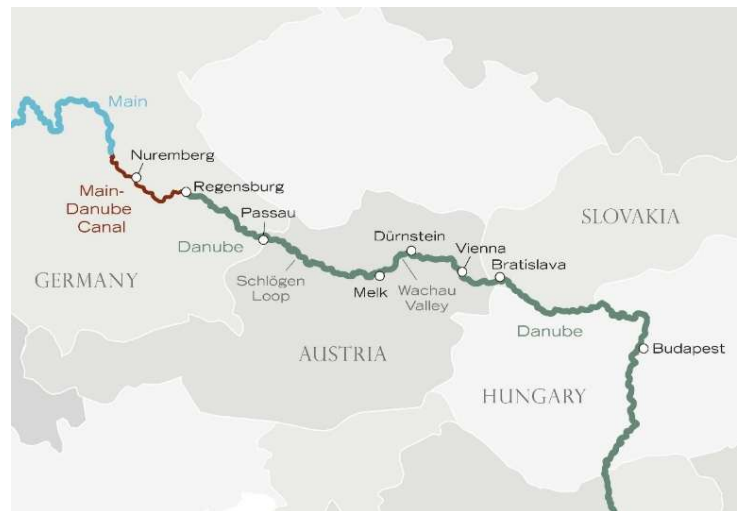 Main
Nuremberg
Regensburg
Main-
Danube
Canal
Passau
Danube
GERMANY
Schlögen
Loop
Dürnstein
Melk
Wachau
Valley
Vienna
Bratislava
SLOVAKIA
AUSTRIA
Danube
Budapest
HUNGARY